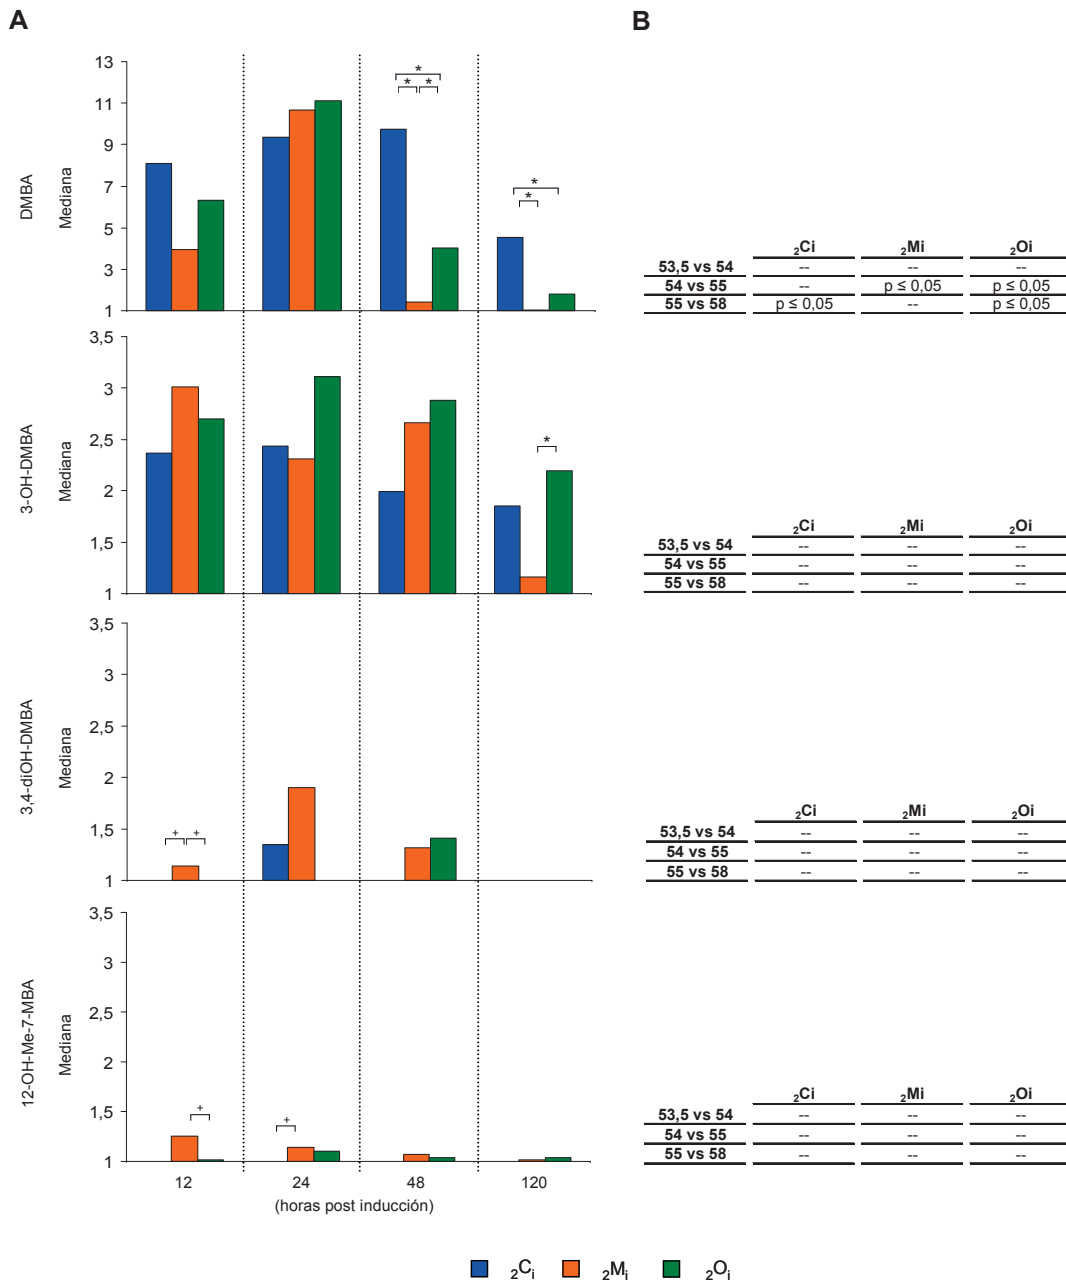 A
B
13
11
9
7
5
3
1
DMBA
Mediana
*
* *
*
*
₂Ci ₂Mi ₂Oi
53,5 vs 54 -- -- --
54 vs 55 -- p ≤ 0,05 p ≤ 0,05
55 vs 58 p ≤ 0,05 -- p ≤ 0,05
3,5
3
2,5
2
1,5
1
3-OH-DMBA
Mediana
*
₂Ci ₂Mi ₂Oi
53,5 vs 54 -- -- --
54 vs 55 -- -- --
55 vs 58 -- -- --
3,5
3
2,5
2
1,5
1
3,4-diOH-DMBA
Mediana
+ +
₂Ci ₂Mi ₂Oi
53,5 vs 54 -- -- --
54 vs 55 -- -- --
55 vs 58 -- -- --
3,5
3
2,5
2
1,5
1
12-OH-Me-7-MBA
Mediana
+
+
₂Ci ₂Mi ₂Oi
53,5 vs 54 -- -- --
54 vs 55 -- -- --
55 vs 58 -- -- --
12 24 48 120
(horas post inducción)
₂Cᵢ ₂Mᵢ ₂Oᵢ